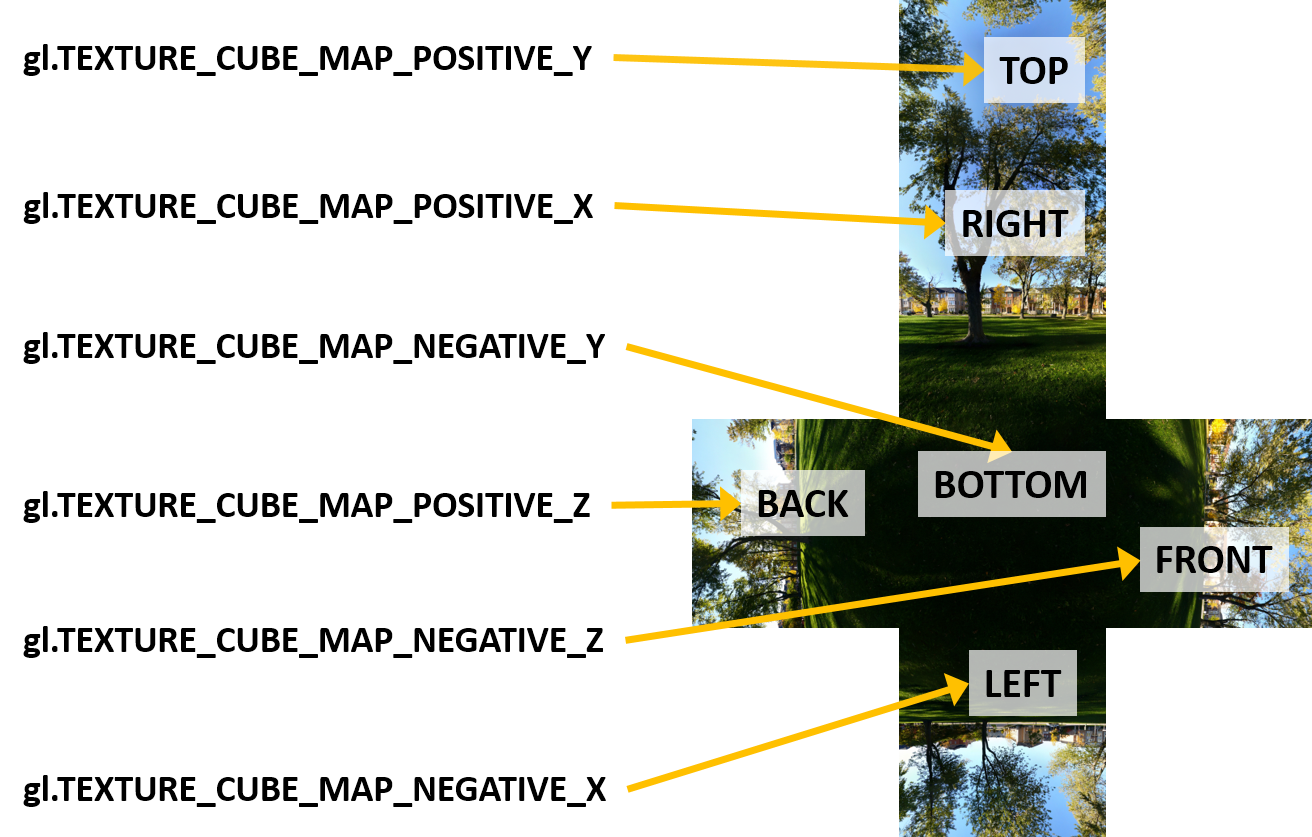 gl.TEXTURE_CUBE_MAP_POSITIVE_Y
TOP
gl.TEXTURE_CUBE_MAP_POSITIVE_X
RIGHT
gl.TEXTURE_CUBE_MAP_NEGATIVE_Y
BOTTOM
gl.TEXTURE_CUBE_MAP_POSITIVE_Z
BACK
FRONT
gl.TEXTURE_CUBE_MAP_NEGATIVE_Z
LEFT
gl.TEXTURE_CUBE_MAP_NEGATIVE_X